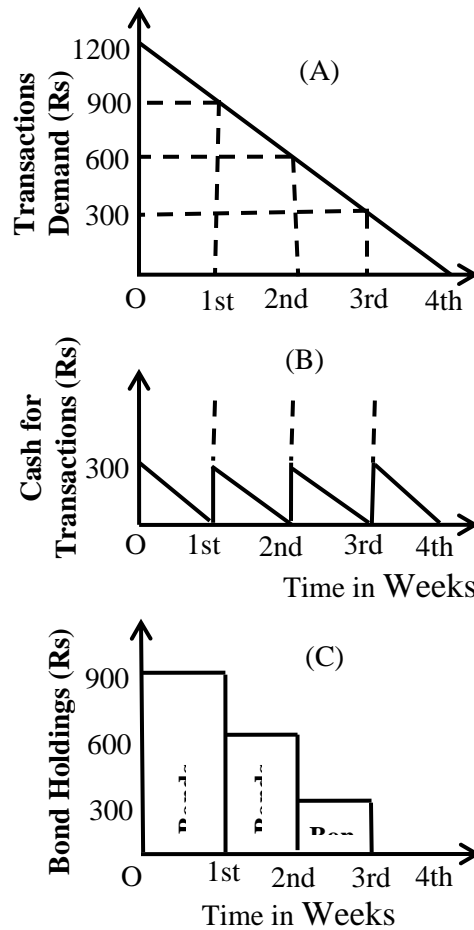 Transactions
Demand (Rs)
(A)
1200
900
600
300
O 1st 2nd 3rd 4th
(B)
Cash for
Transactions (Rs)
300
O 1st 2nd 3rd 4th
Time in Weeks
(C)
Bond Holdings (Rs)
900
600
300
O 1st 2nd 3rd 4th
Time in Weeks